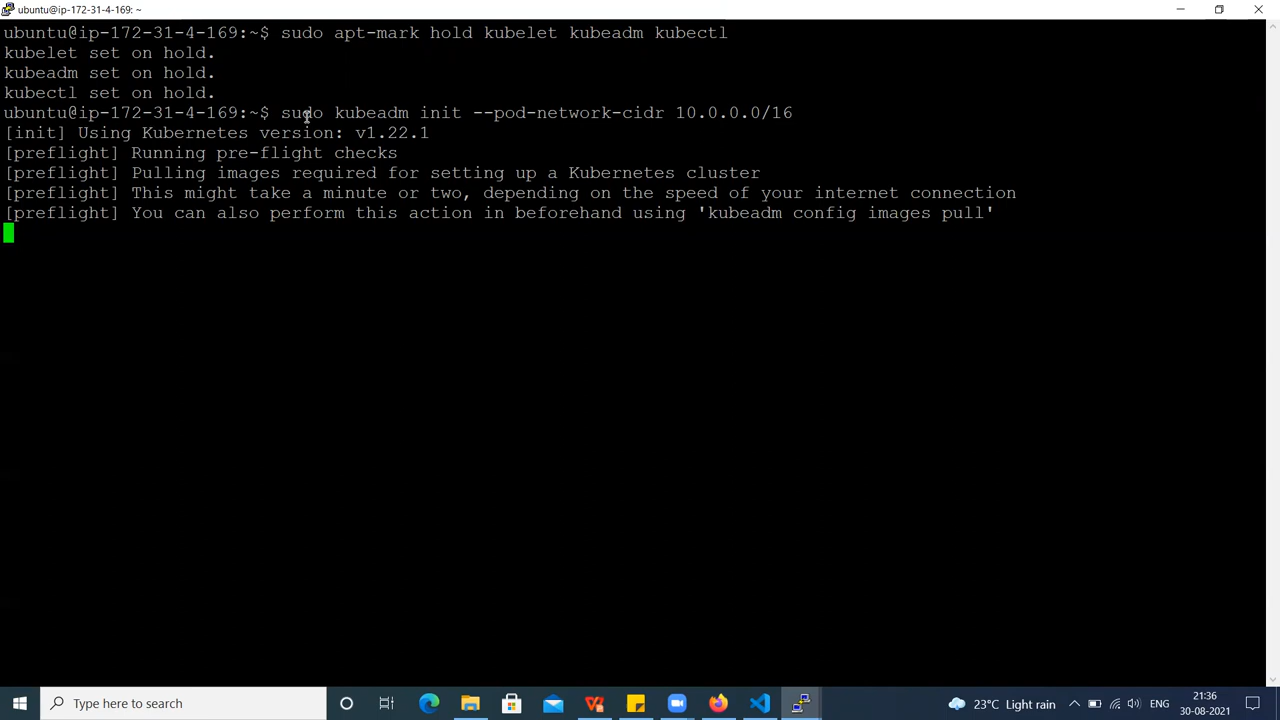 ubuntu@ip-172-31-4-169: ~
ubuntu@ip-172-31-4-169:~$ sudo apt-mark hold kubelet kubeadm kubectl
kubelet set on hold.
kubeadm set on hold.
kubectl set on hold.
ubuntu@ip-172-31-4-169:~$ sudo kubeadm init --pod-network-cidr 10.0.0.0/16
[init] Using Kubernetes version: v1.22.1
[preflight] Running pre-flight checks
[preflight] Pulling images required for setting up a Kubernetes cluster
[preflight] This might take a minute or two, depending on the speed of your internet connection
[preflight] You can also perform this action in beforehand using 'kubeadm config images pull'
Type here to search
23°C Light rain
ENG
21:36
30-08-2021